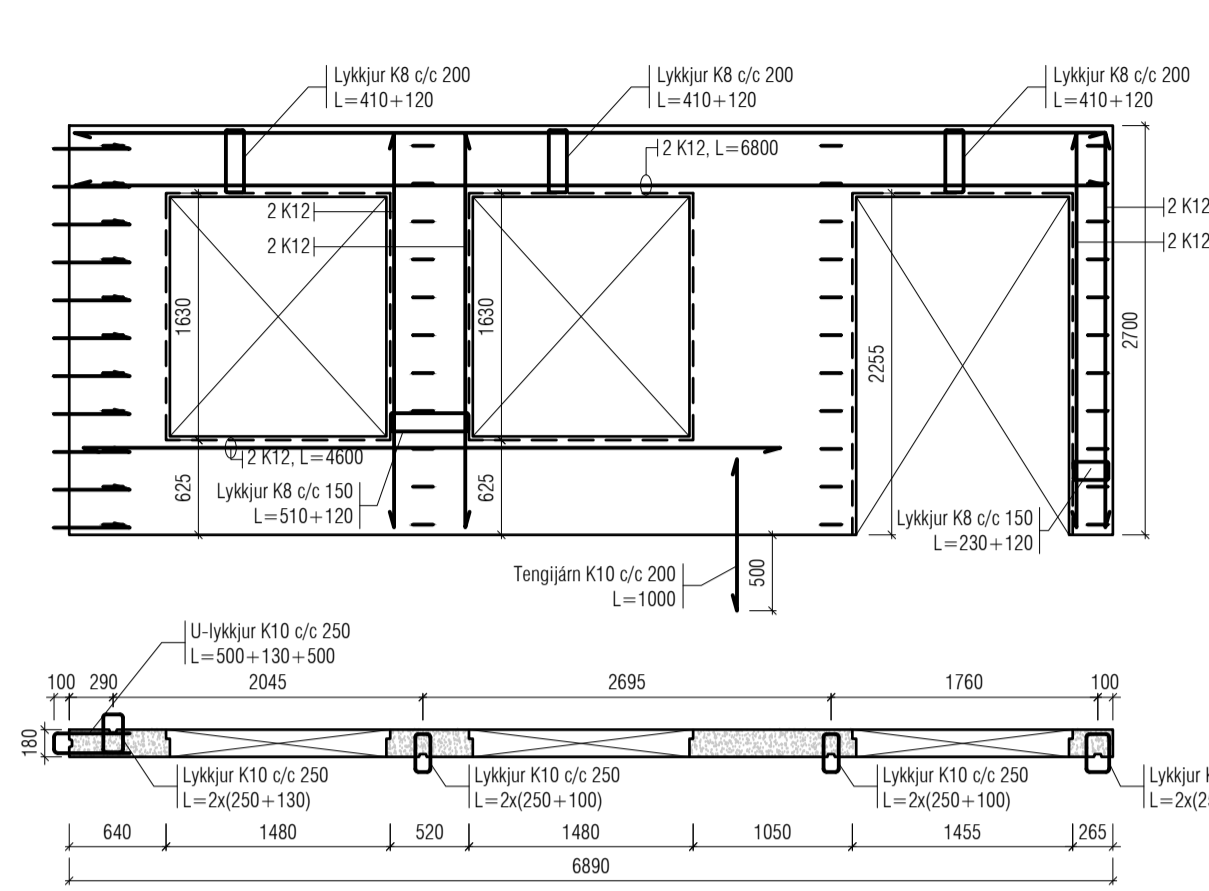 Lykkjur K8 c/c 200
L=410+120
Lykkjur K8 c/c 200
L=410+120
Lykkjur K8 c/c 200
L=410+120
2 K12, L=6800
2 K12
2 K12
2 K12
2 K12
1630
1630
2255
2700
2 K12, L=4600
625
625
Lykkjur K8 c/c 150
L=510+120
Lykkjur K8 c/c 150
L=230+120
Tengijárn K10 c/c 200
L=1000
500
U-lykkjur K10 c/c 250
L=500+130+500
100 290 2045 2695 1760 100
180
Lykkjur K10 c/c 250
L=2x(250+130)
Lykkjur K10 c/c 250
L=2x(250+100)
Lykkjur K10 c/c 250
L=2x(250+100)
Lykkjur
L=2x(2
640 1480 520 1480 1050 1455 265
6890